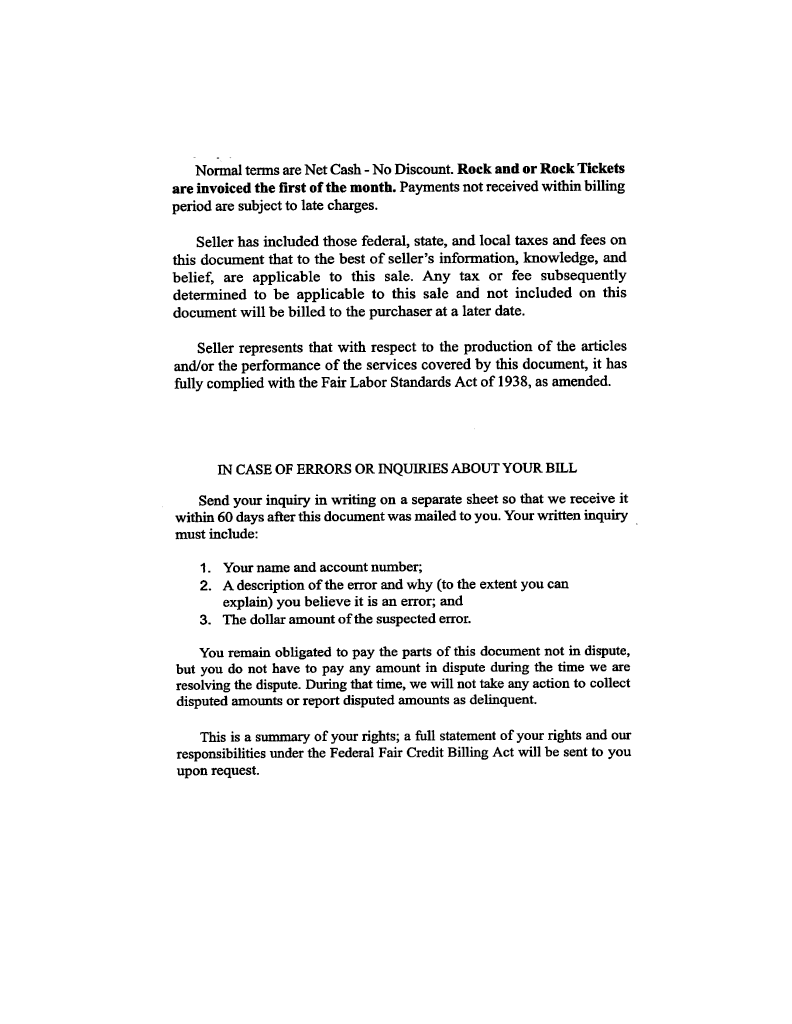 Normal terms are Net Cash - No Discount. Rock and or Rock Tickets
are invoiced the first of the month. Payments not received within billing
period are subject to late charges.
Seller has included those federal, state, and local taxes and fees on
this document that to the best of seller's information, knowledge, and
belief, are applicable to this sale. Any tax or fee subsequently
determined to be applicable to this sale and not included on this
document will be billed to the purchaser at a later date.
Seller represents that with respect to the production of the articles
and/or the performance of the services covered by this document, it has
fully complied with the Fair Labor Standards Act of 1938, as amended.
IN CASE OF ERRORS OR INQUIRIES ABOUT YOUR BILL
Send your inquiry in writing on a separate sheet so that we receive it
within 60 days after this document was mailed to you. Your written inquiry
must include:
1. Your name and account number;
2. A description of the error and why (to the extent you can
explain) you believe it is an error; and
3. The dollar amount of the suspected error.
You remain obligated to pay the parts of this document not in dispute,
but you do not have to pay any amount in dispute during the time we are
resolving the dispute. During that time, we will not take any action to collect
disputed amounts or report disputed amounts as delinquent.
This is a summary of your rights; a full statement of your rights and our
responsibilities under the Federal Fair Credit Billing Act will be sent to you
upon request.